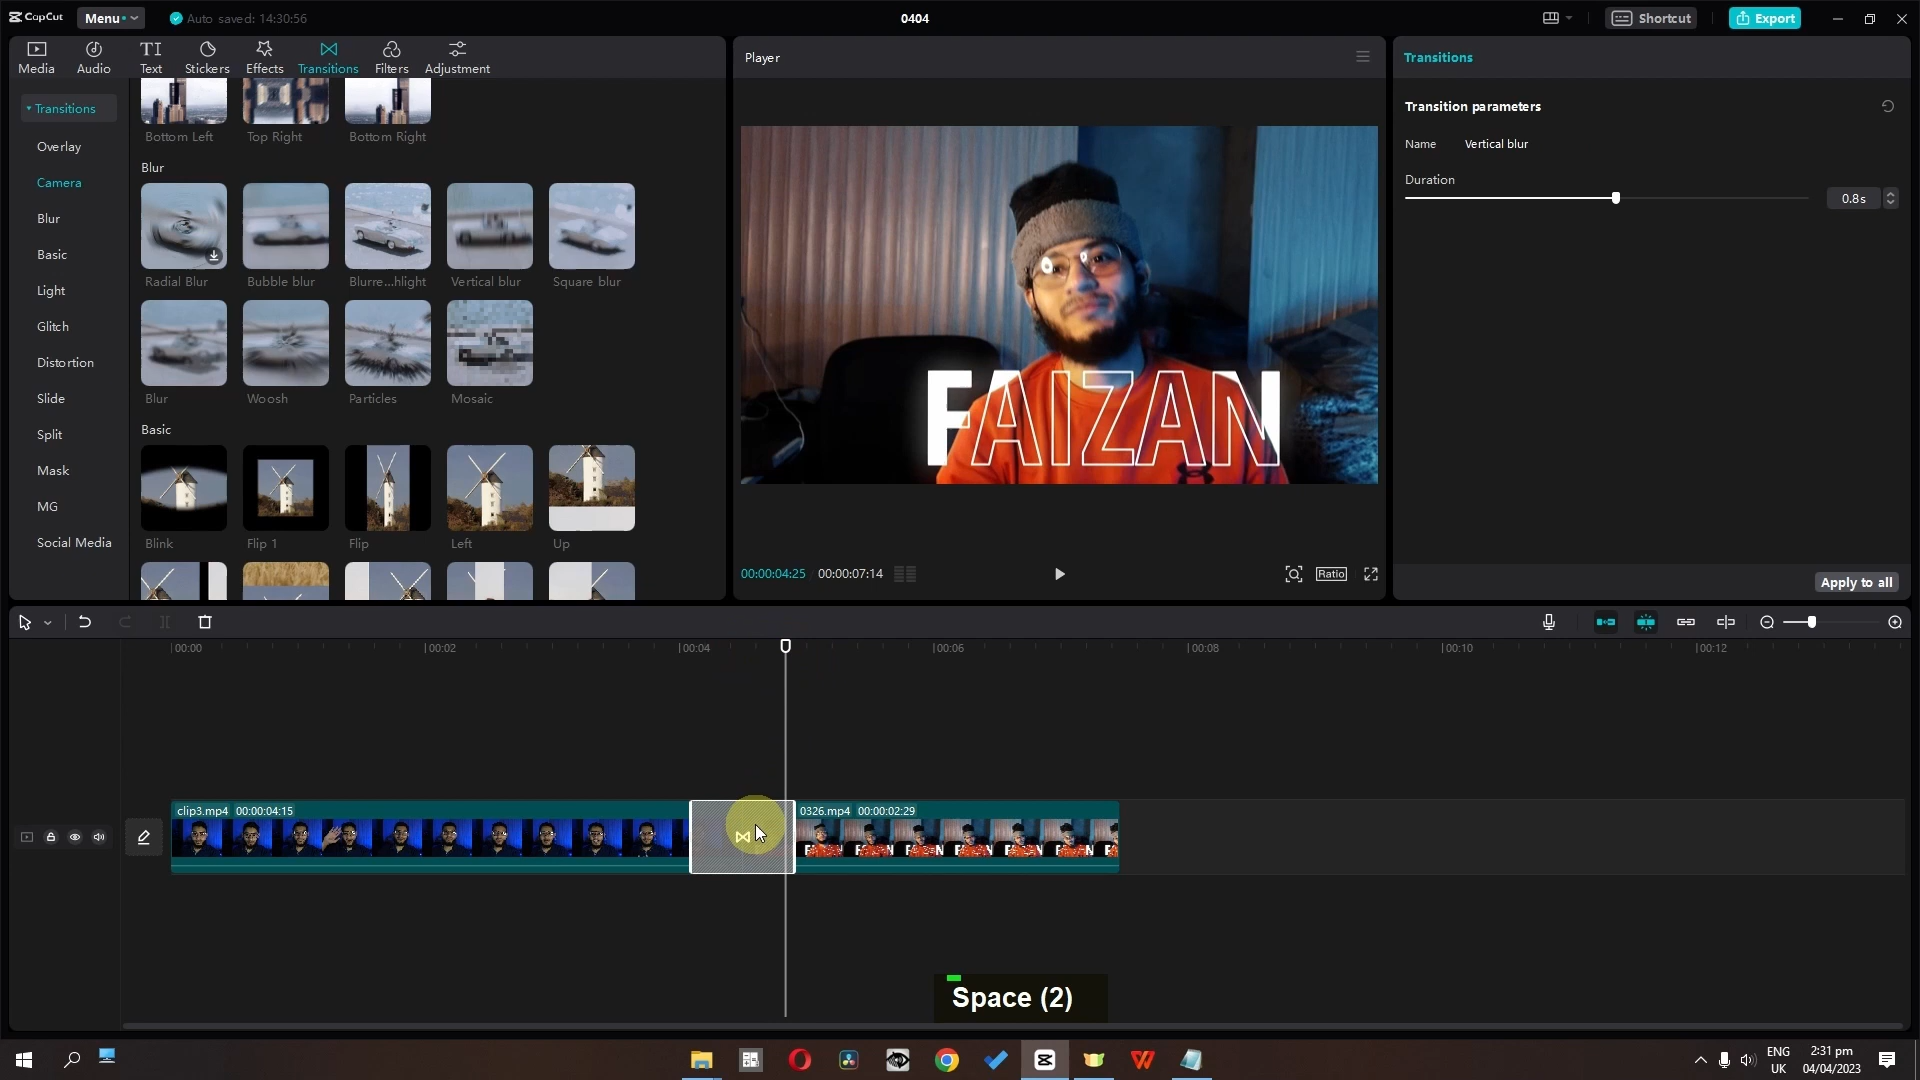 CapCut
Menu
Auto saved: 14:30:56
0404
Shortcut
Export
Media
Audio
TI
Text
Stickers
Effects
Transitions
Filters
Adjustment
Player
Transitions
Transitions
Overlay
Camera
Blur
Basic
Light
Glitch
Distortion
Slide
Split
Mask
MG
Social Media
Bottom Left
Top Right
Bottom Right
Blur
Radial Blur
Bubble blur
Blurre...hlight
Vertical blur
Square blur
Blur
Woosh
Particles
Mosaic
Basic
Blink
Flip 1
Flip
Left
Up
FAIZAN
00:00:04:25
00:00:07:14
Ratio
Transition parameters
Name
Vertical blur
Duration
0.8s
Apply to all
00:00
00:02
00:04
00:06
00:08
00:10
00:12
clip3.mp4 00:00:04:15
0326.mp4 00:00:02:29
Space (2)
ENG
UK
2:31 pm
04/04/2023